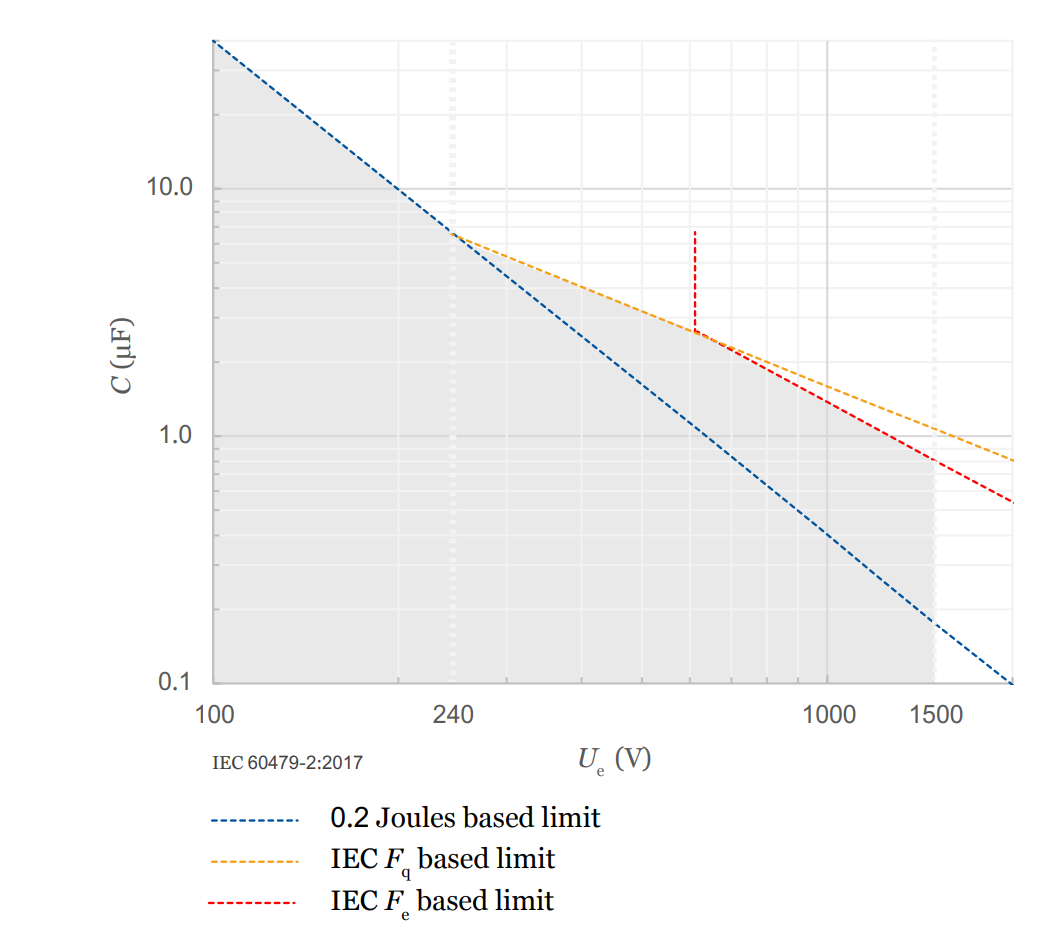 10.0
C (μF)
1.0
0.1
100 240 1000 1500
IEC 60479-2:2017
Ue (V)
0.2 Joules based limit
IEC Fq based limit
IEC Fe based limit